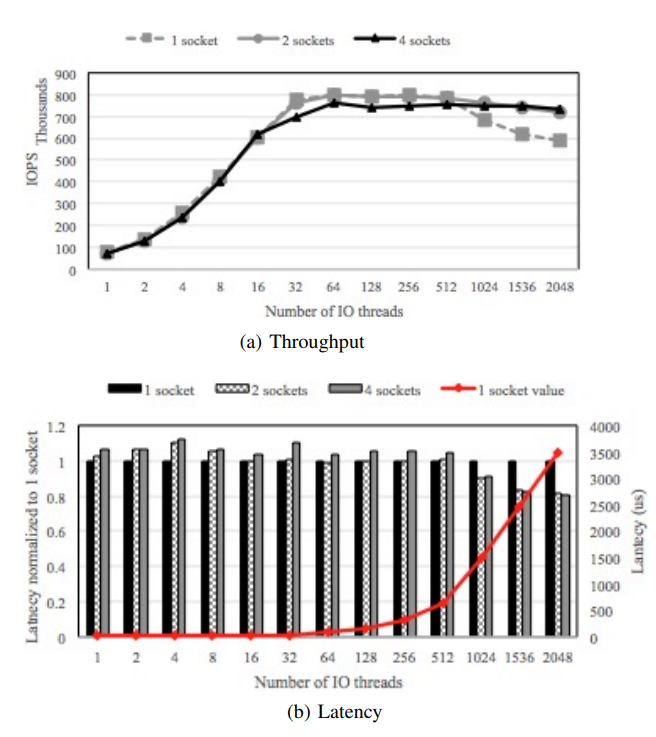 1 socket 2 sockets 4 sockets
900
800
700
600
500
400
300
200
100
0
IOPS
Thousands
1 2 4 8 16 32 64 128 256 512 1024 1536 2048
Number of IO threads
(a) Throughput
1 socket 2 sockets 4 sockets 1 socket value
1.2
1
0.8
0.6
0.4
0.2
0
Latnecy normalized to 1 socket
4000
3500
3000
2500
2000
1500
1000
500
0
Lantecy (us)
1 2 4 8 16 32 64 128 256 512 1024 1536 2048
Number of IO threads
(b) Latency